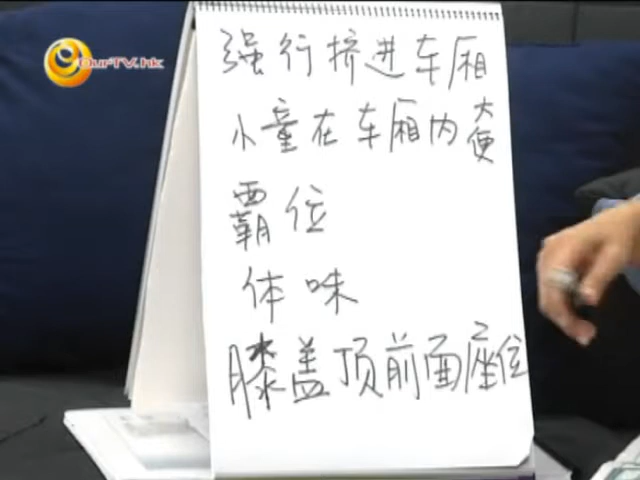 OurTV.hk
强行挤进车厢
小童在车厢内大便
霸位
体味
膝盖顶前面座位